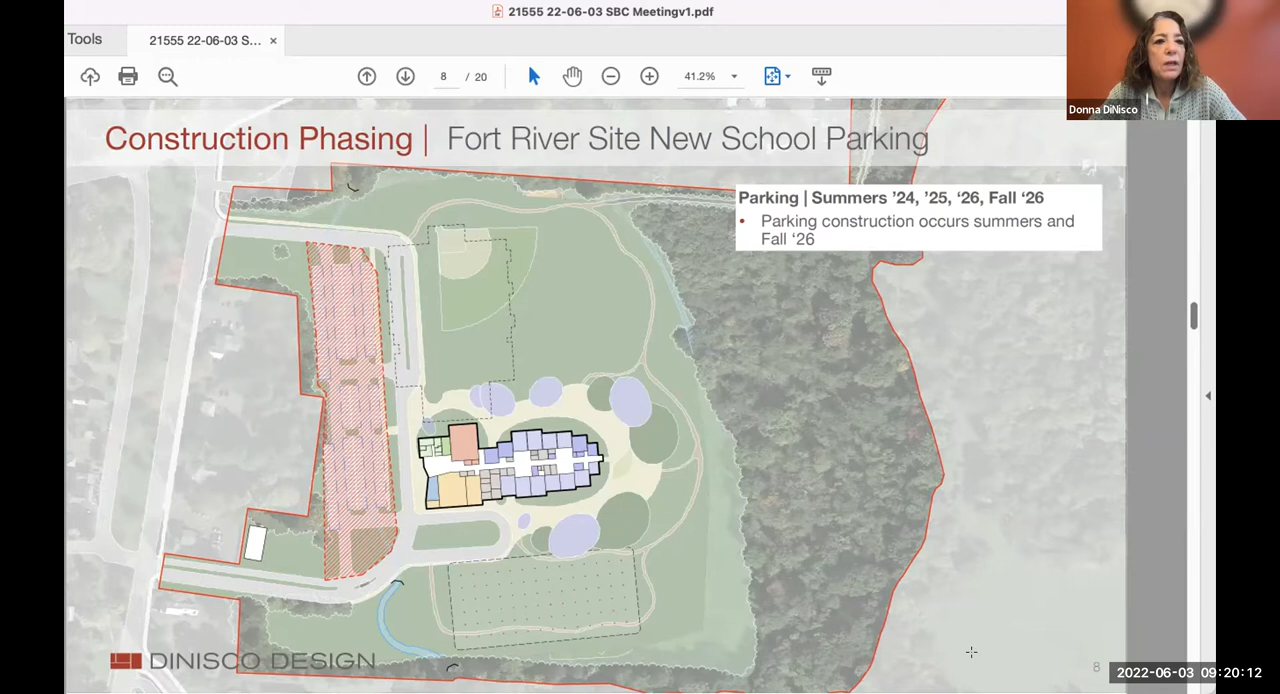 21555 22-06-03 SBC Meetingv1.pdf
Tools
21555 22-06-03 S... ×
8 / 20
41.2%
Donna DiNisco
Construction Phasing | Fort River Site New School Parking
Parking | Summers ’24, ’25, ‘26, Fall ‘26
• Parking construction occurs summers and
Fall ‘26
DINISCO DESIGN
8
2022-06-03 09:20:12